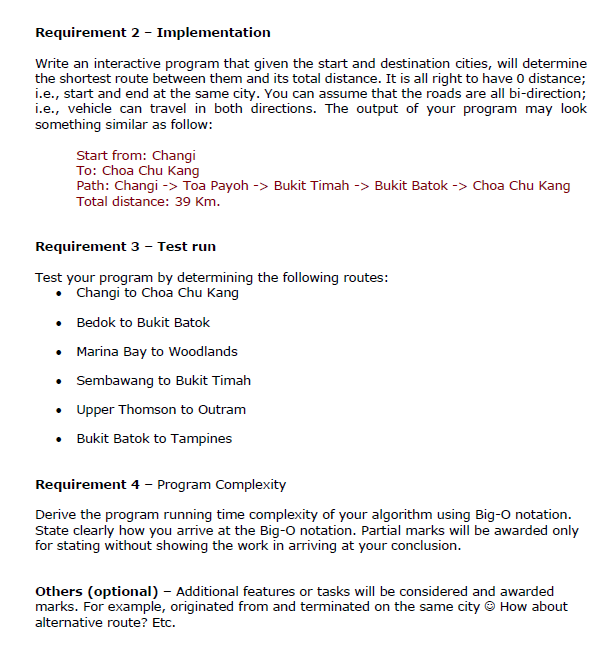 Requirement 2 – Implementation
Write an interactive program that given the start and destination cities, will determine
the shortest route between them and its total distance. It is all right to have 0 distance;
i.e., start and end at the same city. You can assume that the roads are all bi-direction;
i.e., vehicle can travel in both directions. The output of your program may look
something similar as follow:
Start from: Changi
To: Choa Chu Kang
Path: Changi -> Toa Payoh -> Bukit Timah -> Bukit Batok -> Choa Chu Kang
Total distance: 39 Km.
Requirement 3 – Test run
Test your program by determining the following routes:
• Changi to Choa Chu Kang
• Bedok to Bukit Batok
• Marina Bay to Woodlands
• Sembawang to Bukit Timah
• Upper Thomson to Outram
• Bukit Batok to Tampines
Requirement 4 – Program Complexity
Derive the program running time complexity of your algorithm using Big-O notation.
State clearly how you arrive at the Big-O notation. Partial marks will be awarded only
for stating without showing the work in arriving at your conclusion.
Others (optional) – Additional features or tasks will be considered and awarded
marks. For example, originated from and terminated on the same city ☺ How about
alternative route? Etc.